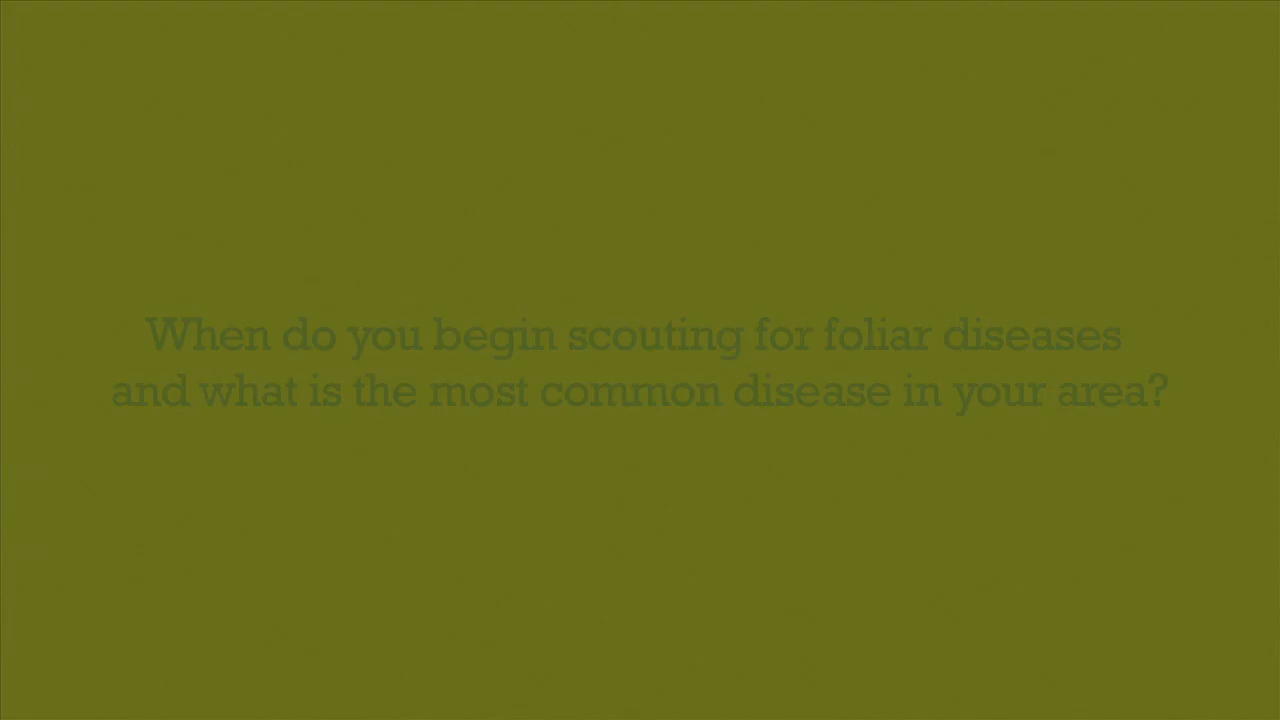 When do you begin scouting for foliar diseases
and what is the most common disease in your area?